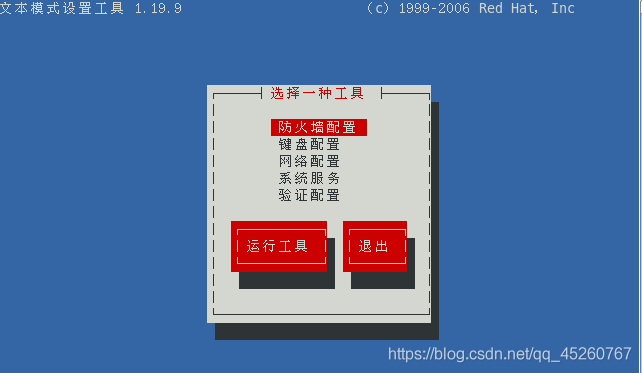 文本模式设置工具 1.19.9 (c) 1999-2006 Red Hat, Inc
选择一种工具
防火墙配置
键盘配置
网络配置
系统服务
验证配置
运行工具 退出
https://blog.csdn.net/qq_45260767